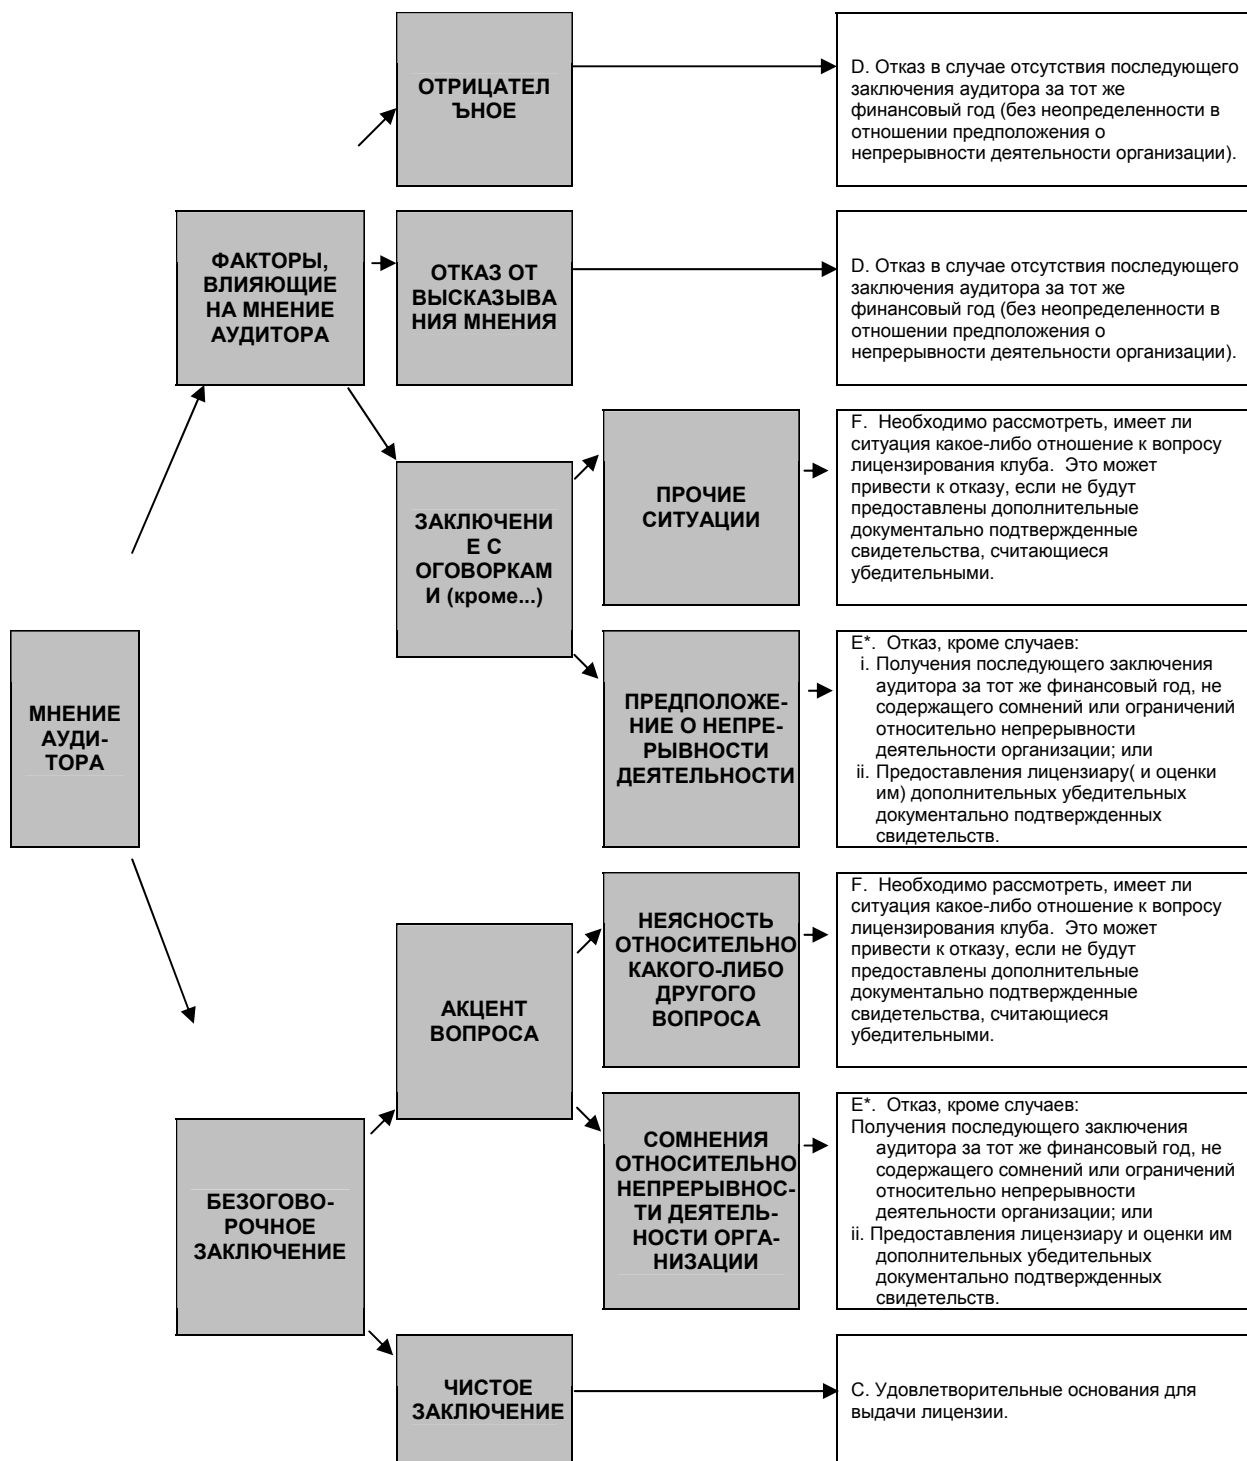 ОТРИЦАТЕЛ
ЬНОЕ
D. Отказ в случае отсутствия последующего
заключения аудитора за тот же
финансовый год (без неопределенности в
отношении предположения о
непрерывности деятельности организации).
ФАКТОРЫ,
ВЛИЯЮЩИЕ
НА МНЕНИЕ
АУДИТОРА
ОТКАЗ ОТ
ВЫСКАЗЫВА
НИЯ МНЕНИЯ
D. Отказ в случае отсутствия последующего
заключения аудитора за тот же
финансовый год (без неопределенности в
отношении предположения о
непрерывности деятельности организации).
ЗАКЛЮЧЕНИ
Е С
ОГОВОРКАМ
И (кроме...)
ПРОЧИЕ
СИТУАЦИИ
F. Необходимо рассмотреть, имеет ли
ситуация какое-либо отношение к вопросу
лицензирования клуба. Это может
привести к отказу, если не будут
предоставлены дополнительные
документально подтвержденные
свидетельства, считающиеся
убедительными.
МНЕНИЕ
АУДИ-
ТОРА
ПРЕДПОЛОЖЕ-
НИЕ О НЕПРЕ-
РЫВНОСТИ
ДЕЯТЕЛЬНОСТИ
E*. Отказ, кроме случаев:
i. Получения последующего заключения
аудитора за тот же финансовый год, не
содержащего сомнений или ограничений
относительно непрерывности
деятельности организации; или
ii. Предоставления лицензиару( и оценки
им) дополнительных убедительных
документально подтвержденных
свидетельств.
АКЦЕНТ
ВОПРОСА
НЕЯСНОСТЬ
ОТНОСИТЕЛЬНО
КАКОГО-ЛИБО
ДРУГОГО
ВОПРОСА
F. Необходимо рассмотреть, имеет ли
ситуация какое-либо отношение к вопросу
лицензирования клуба. Это может
привести к отказу, если не будут
предоставлены дополнительные
документально подтвержденные
свидетельства, считающиеся
убедительными.
БЕЗОГОВО-
РОЧНОЕ
ЗАКЛЮЧЕНИЕ
СОМНЕНИЯ
ОТНОСИТЕЛЬНО
НЕПРЕРЫВНОС-
ТИ ДЕЯТЕЛЬ-
НОСТИ ОРГА-
НИЗАЦИИ
E*. Отказ, кроме случаев:
Получения последующего заключения
аудитора за тот же финансовый год, не
содержащего сомнений или ограничений
относительно непрерывности
деятельности организации; или
ii. Предоставления лицензиару и оценки им
дополнительных убедительных
документально подтвержденных
свидетельств.
ЧИСТОЕ
ЗАКЛЮЧЕНИЕ
C. Удовлетворительные основания для
выдачи лицензии.